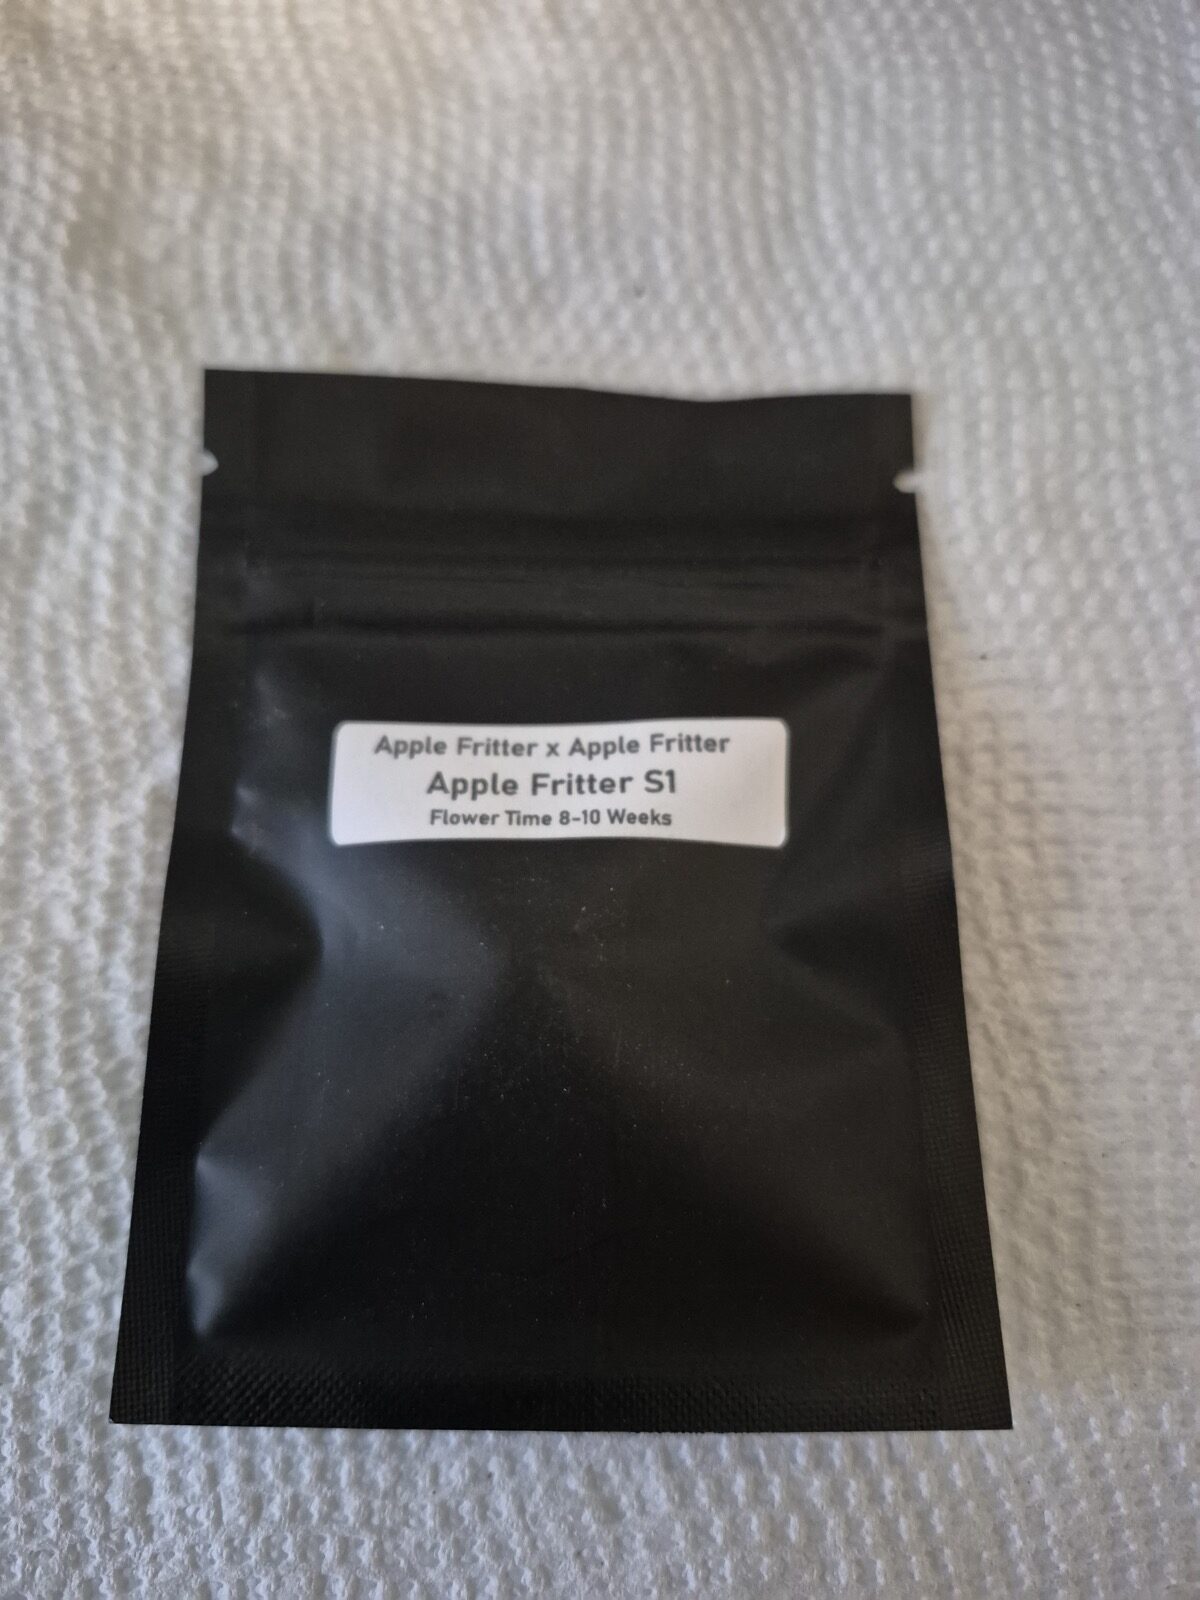 Apple Fritter x Apple Fritter
Apple Fritter S1
Flower Time 8-10 Weeks